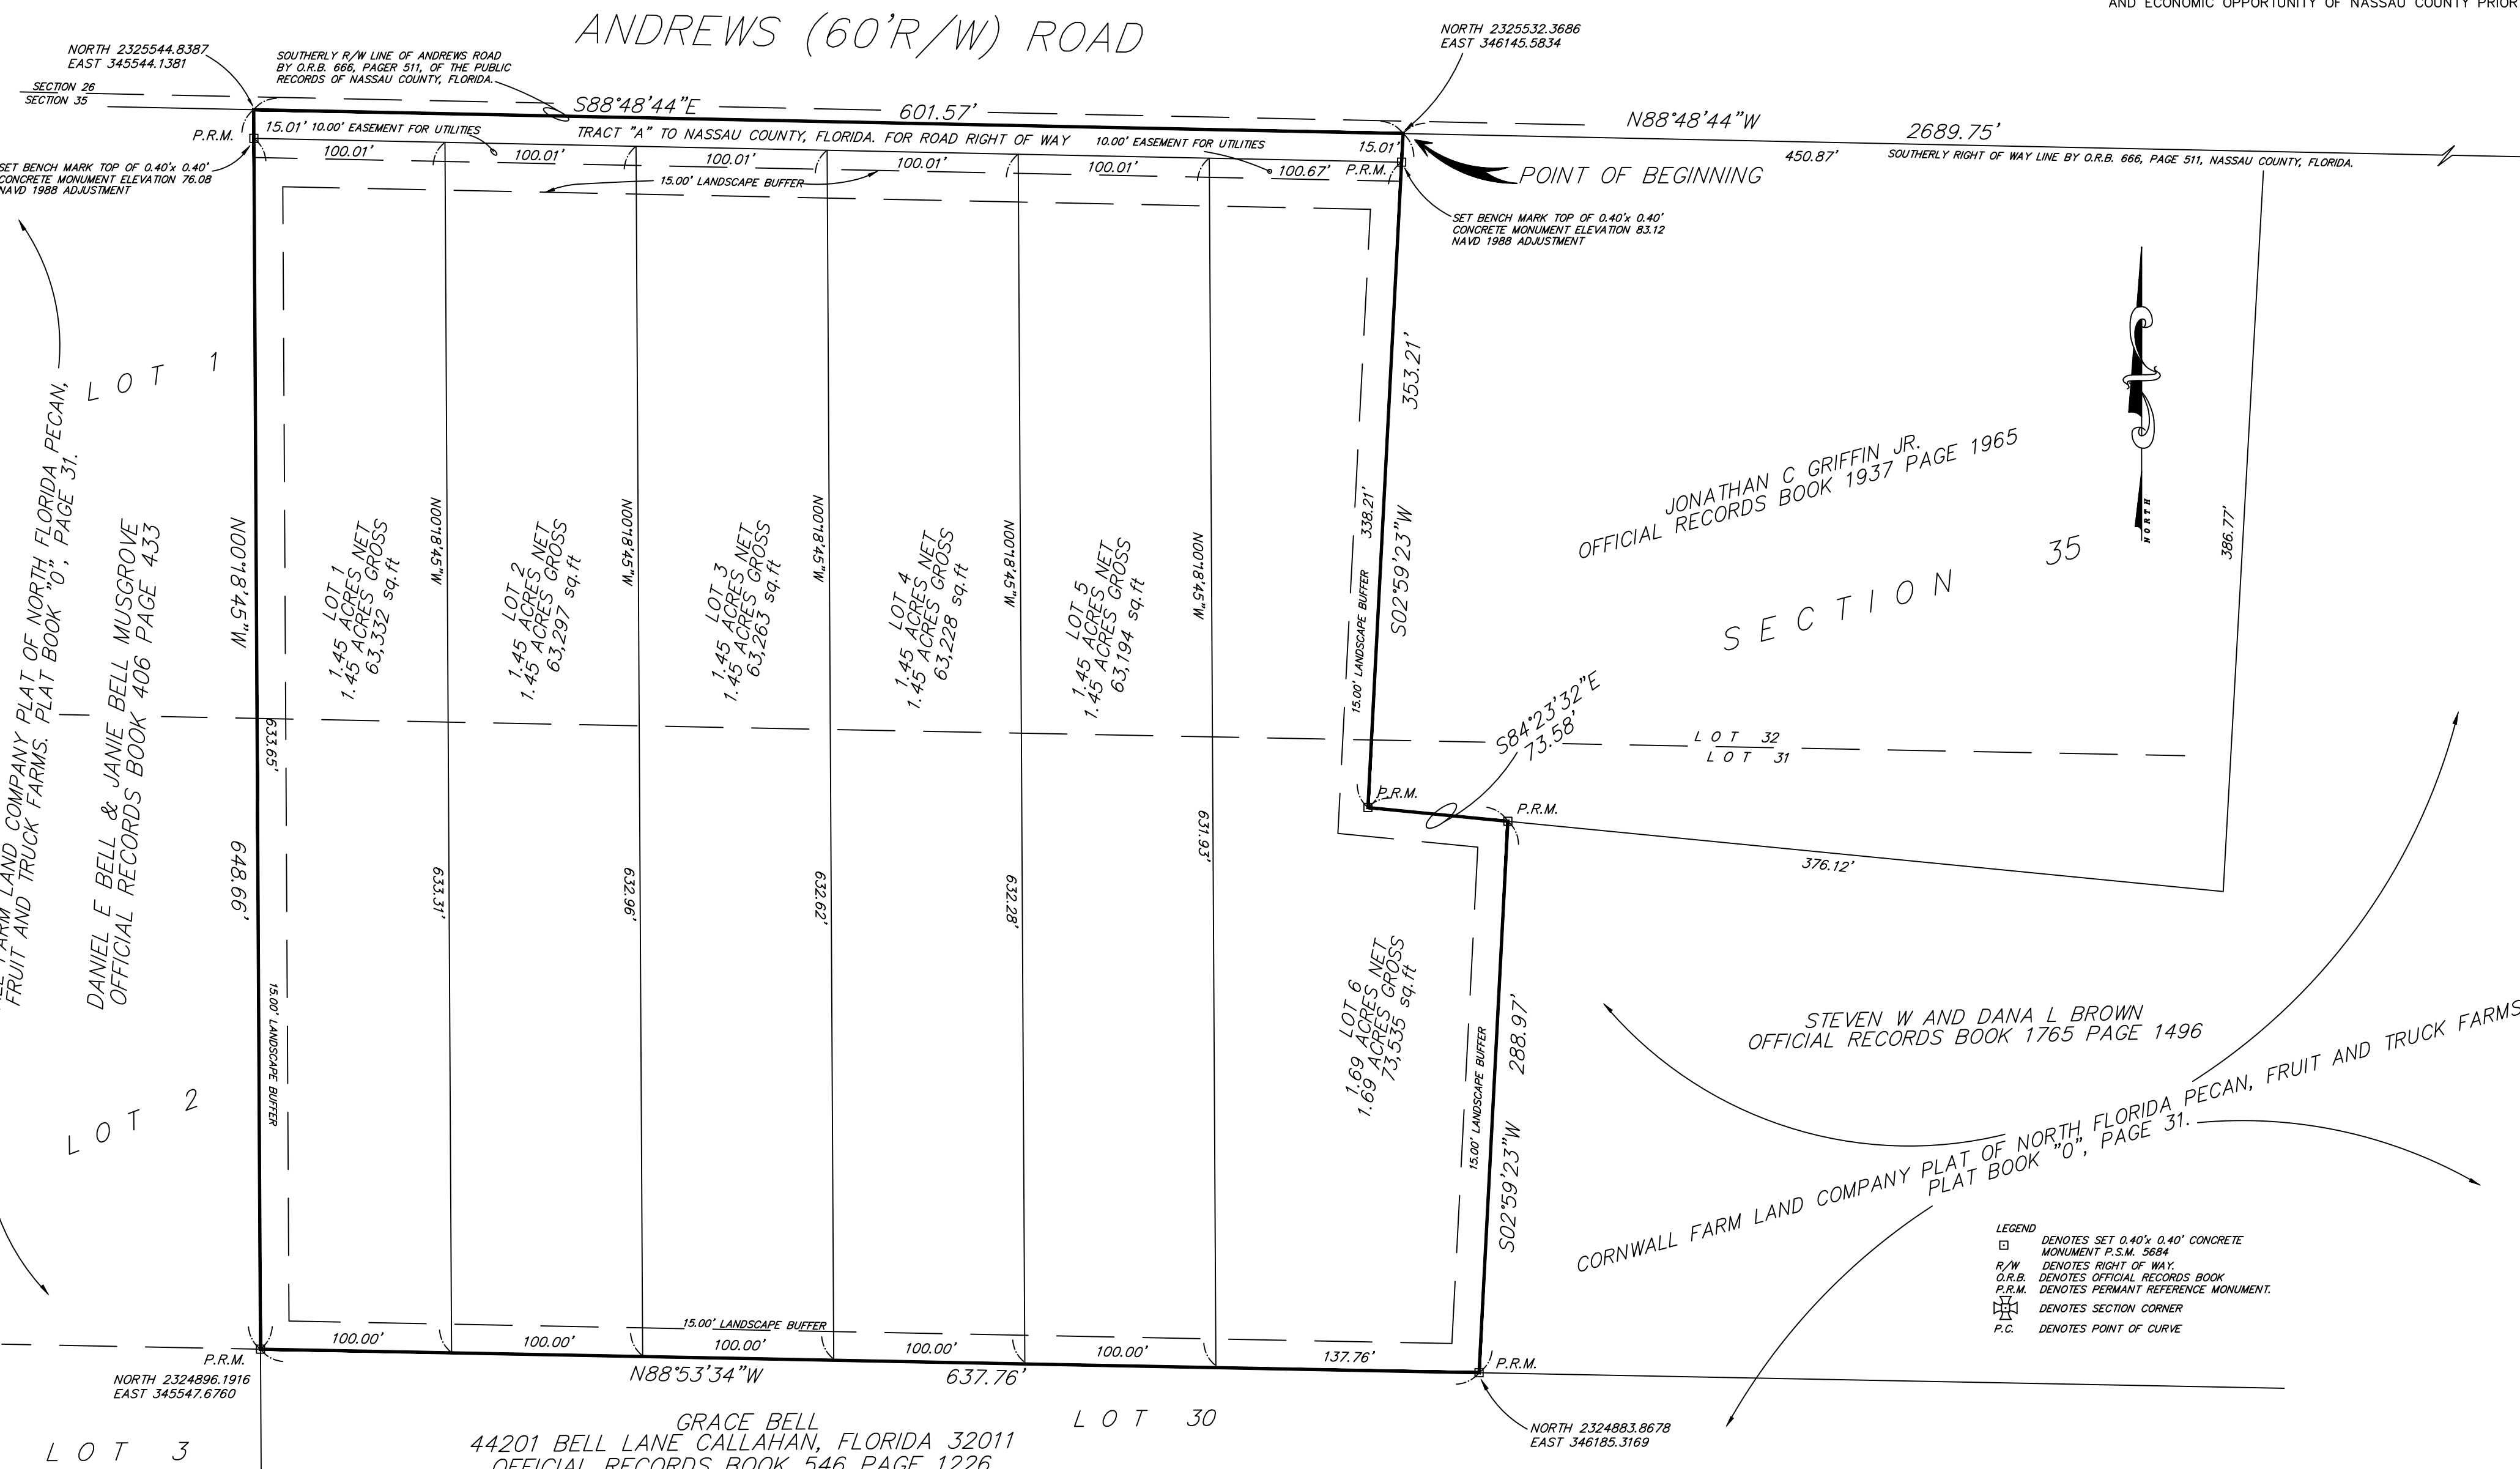 AND ECONOMIC OPPORTUNITY OF NASSAU COUNTY PRIOR
ANDREWS (60'R/W) ROAD
NORTH 2325544.8387
EAST 345544.1381
SOUTHERLY R/W LINE OF ANDREWS ROAD
BY O.R.B. 666, PAGER 511, OF THE PUBLIC
RECORDS OF NASSAU COUNTY, FLORIDA.
NORTH 2325532.3686
EAST 346145.5834
SECTION 26
SECTION 35
S88°48'44"E
601.57'
N88°48'44"W
2689.75'
P.R.M.
15.01'
10.00' EASEMENT FOR UTILITIES
TRACT "A" TO NASSAU COUNTY, FLORIDA. FOR ROAD RIGHT OF WAY
10.00' EASEMENT FOR UTILITIES
15.01'
450.87'
SOUTHERLY RIGHT OF WAY LINE BY O.R.B. 666, PAGE 511, NASSAU COUNTY, FLORIDA.
100.01'
100.01'
100.01'
100.01'
100.01'
100.67'
P.R.M.
POINT OF BEGINNING
SET BENCH MARK TOP OF 0.40'x 0.40'
CONCRETE MONUMENT ELEVATION 76.08
NAVD 1988 ADJUSTMENT
15.00' LANDSCAPE BUFFER
SET BENCH MARK TOP OF 0.40'x 0.40'
CONCRETE MONUMENT ELEVATION 83.12
NAVD 1988 ADJUSTMENT
LOT 1
353.21'
NORTH
386.77'
JONATHAN C GRIFFIN JR.
OFFICIAL RECORDS BOOK 1937 PAGE 1965
SECTION 35
FARM LAND COMPANY PLAT OF NORTH FLORIDA PECAN,
FRUIT AND TRUCK FARMS. PLAT BOOK "O", PAGE 31.
DANIEL E BELL & JANIE BELL MUSGROVE
OFFICIAL RECORDS BOOK 406 PAGE 433
N00°18'45"W
N00°18'45"W
N00°18'45"W
N00°18'45"W
N00°18'45"W
N00°18'45"W
LOT 1
1.45 ACRES NET
1.45 ACRES GROSS
63,332 sq.ft
LOT 2
1.45 ACRES NET
1.45 ACRES GROSS
63,297 sq.ft
LOT 3
1.45 ACRES NET
1.45 ACRES GROSS
63,263 sq.ft
LOT 4
1.45 ACRES NET
1.45 ACRES GROSS
63,228 sq.ft
LOT 5
1.45 ACRES NET
1.45 ACRES GROSS
63,194 sq.ft
338.21'
15.00' LANDSCAPE BUFFER
S02°59'23"W
S84°23'32"E
73.58'
LOT 32
LOT 31
P.R.M.
P.R.M.
376.12'
633.65'
648.66'
633.31'
632.96'
632.62'
632.28'
631.93'
15.00' LANDSCAPE BUFFER
LOT 6
1.69 ACRES NET
1.69 ACRES GROSS
73,535 sq.ft
15.00' LANDSCAPE BUFFER
288.97'
S02°59'23"W
STEVEN W AND DANA L BROWN
OFFICIAL RECORDS BOOK 1765 PAGE 1496
CORNWALL FARM LAND COMPANY PLAT OF NORTH FLORIDA PECAN, FRUIT AND TRUCK FARMS
PLAT BOOK "O", PAGE 31.
LOT 2
LEGEND
DENOTES SET 0.40'x 0.40' CONCRETE
MONUMENT P.S.M. 5684
R/W DENOTES RIGHT OF WAY.
O.R.B. DENOTES OFFICIAL RECORDS BOOK
P.R.M. DENOTES PERMANT REFERENCE MONUMENT.
DENOTES SECTION CORNER
P.C. DENOTES POINT OF CURVE
15.00' LANDSCAPE BUFFER
100.00'
100.00'
100.00'
100.00'
100.00'
137.76'
P.R.M.
P.R.M.
N88°53'34"W
637.76'
NORTH 2324896.1916
EAST 345547.6760
NORTH 2324883.8678
EAST 346185.3169
GRACE BELL
44201 BELL LANE CALLAHAN, FLORIDA 32011
OFFICIAL RECORDS BOOK 546 PAGE 1226
LOT 30
LOT 3